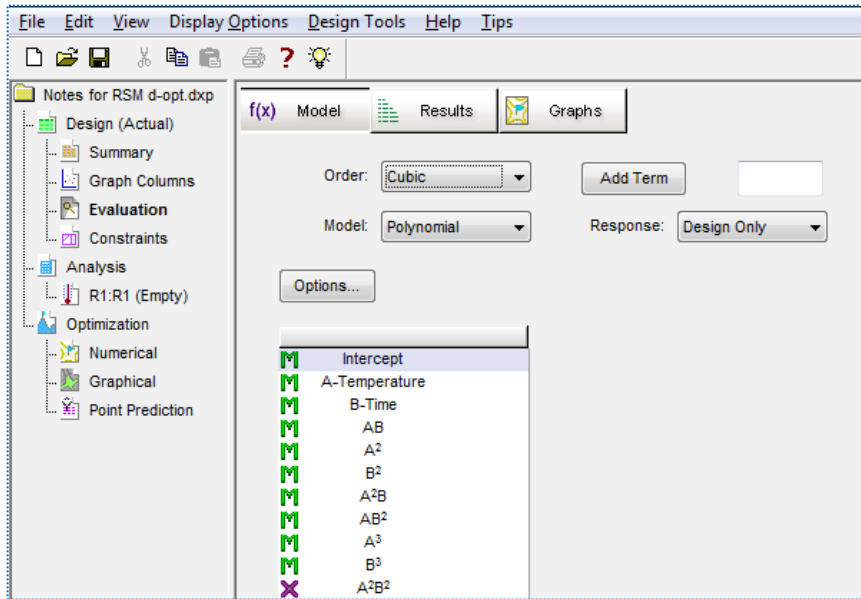 File Edit View Display Options Design Tools Help Tips
Notes for RSM d-opt.dxp
Design (Actual)
Summary
Graph Columns
Evaluation
Constraints
Analysis
R1:R1 (Empty)
Optimization
Numerical
Graphical
Point Prediction
f(x) Model Results Graphs
Order: Cubic Add Term
Model: Polynomial Response: Design Only
Options...
Intercept
A-Temperature
B-Time
AB
A²
B²
A²B
AB²
A³
B³
A²B²